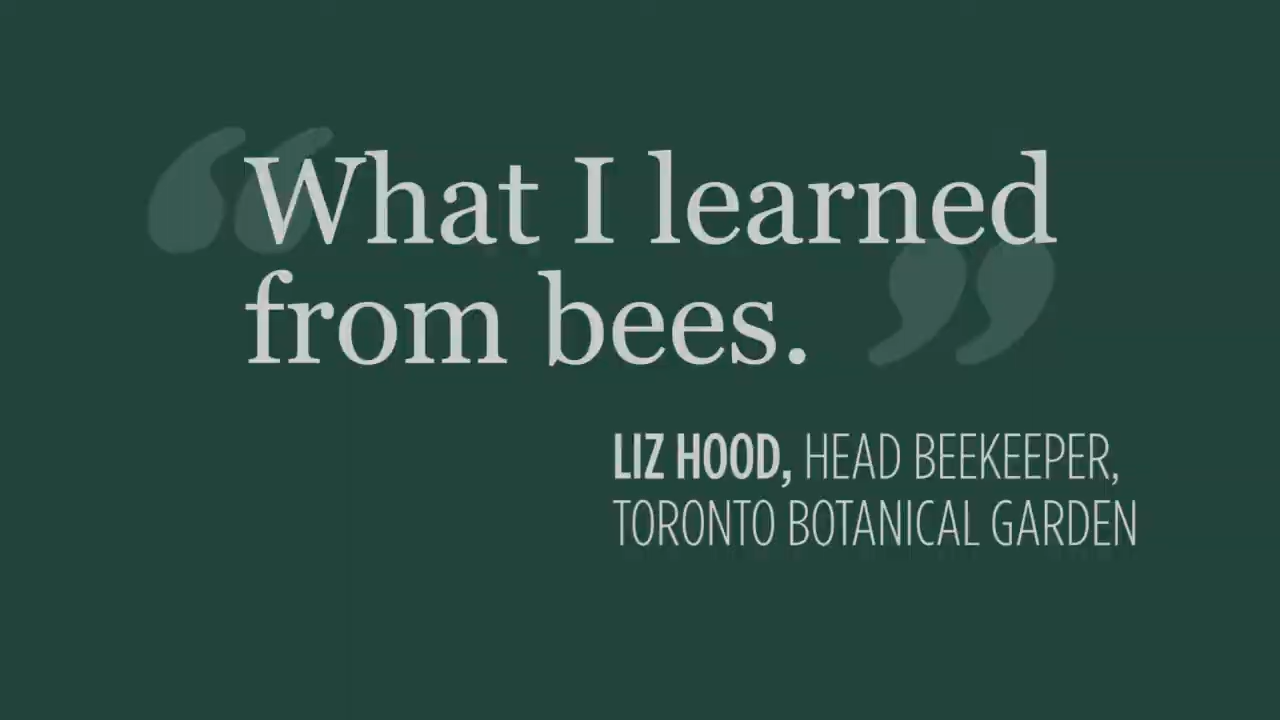 “What I learned
from bees.”
LIZ HOOD, HEAD BEEKEEPER,
TORONTO BOTANICAL GARDEN